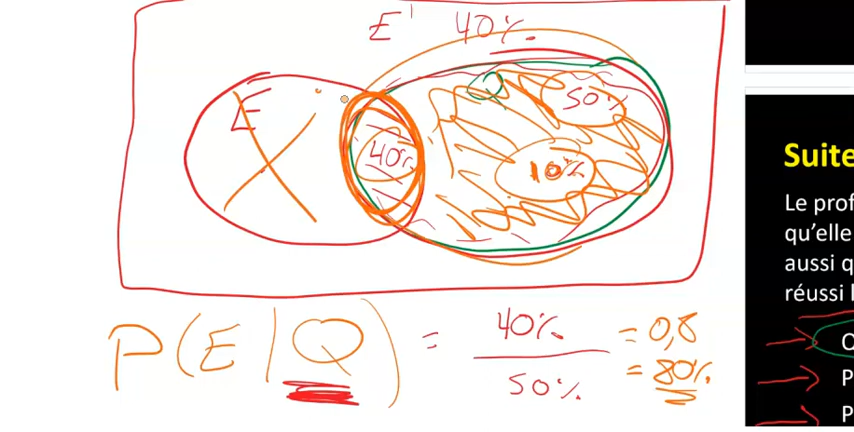 E' 40%.
E
Q
50%
40%
10%
P(E|Q) = 40% / 50% = 0,8
= 80%
Suite
Le prof
qu'elle
aussi q
réussi l
P
P